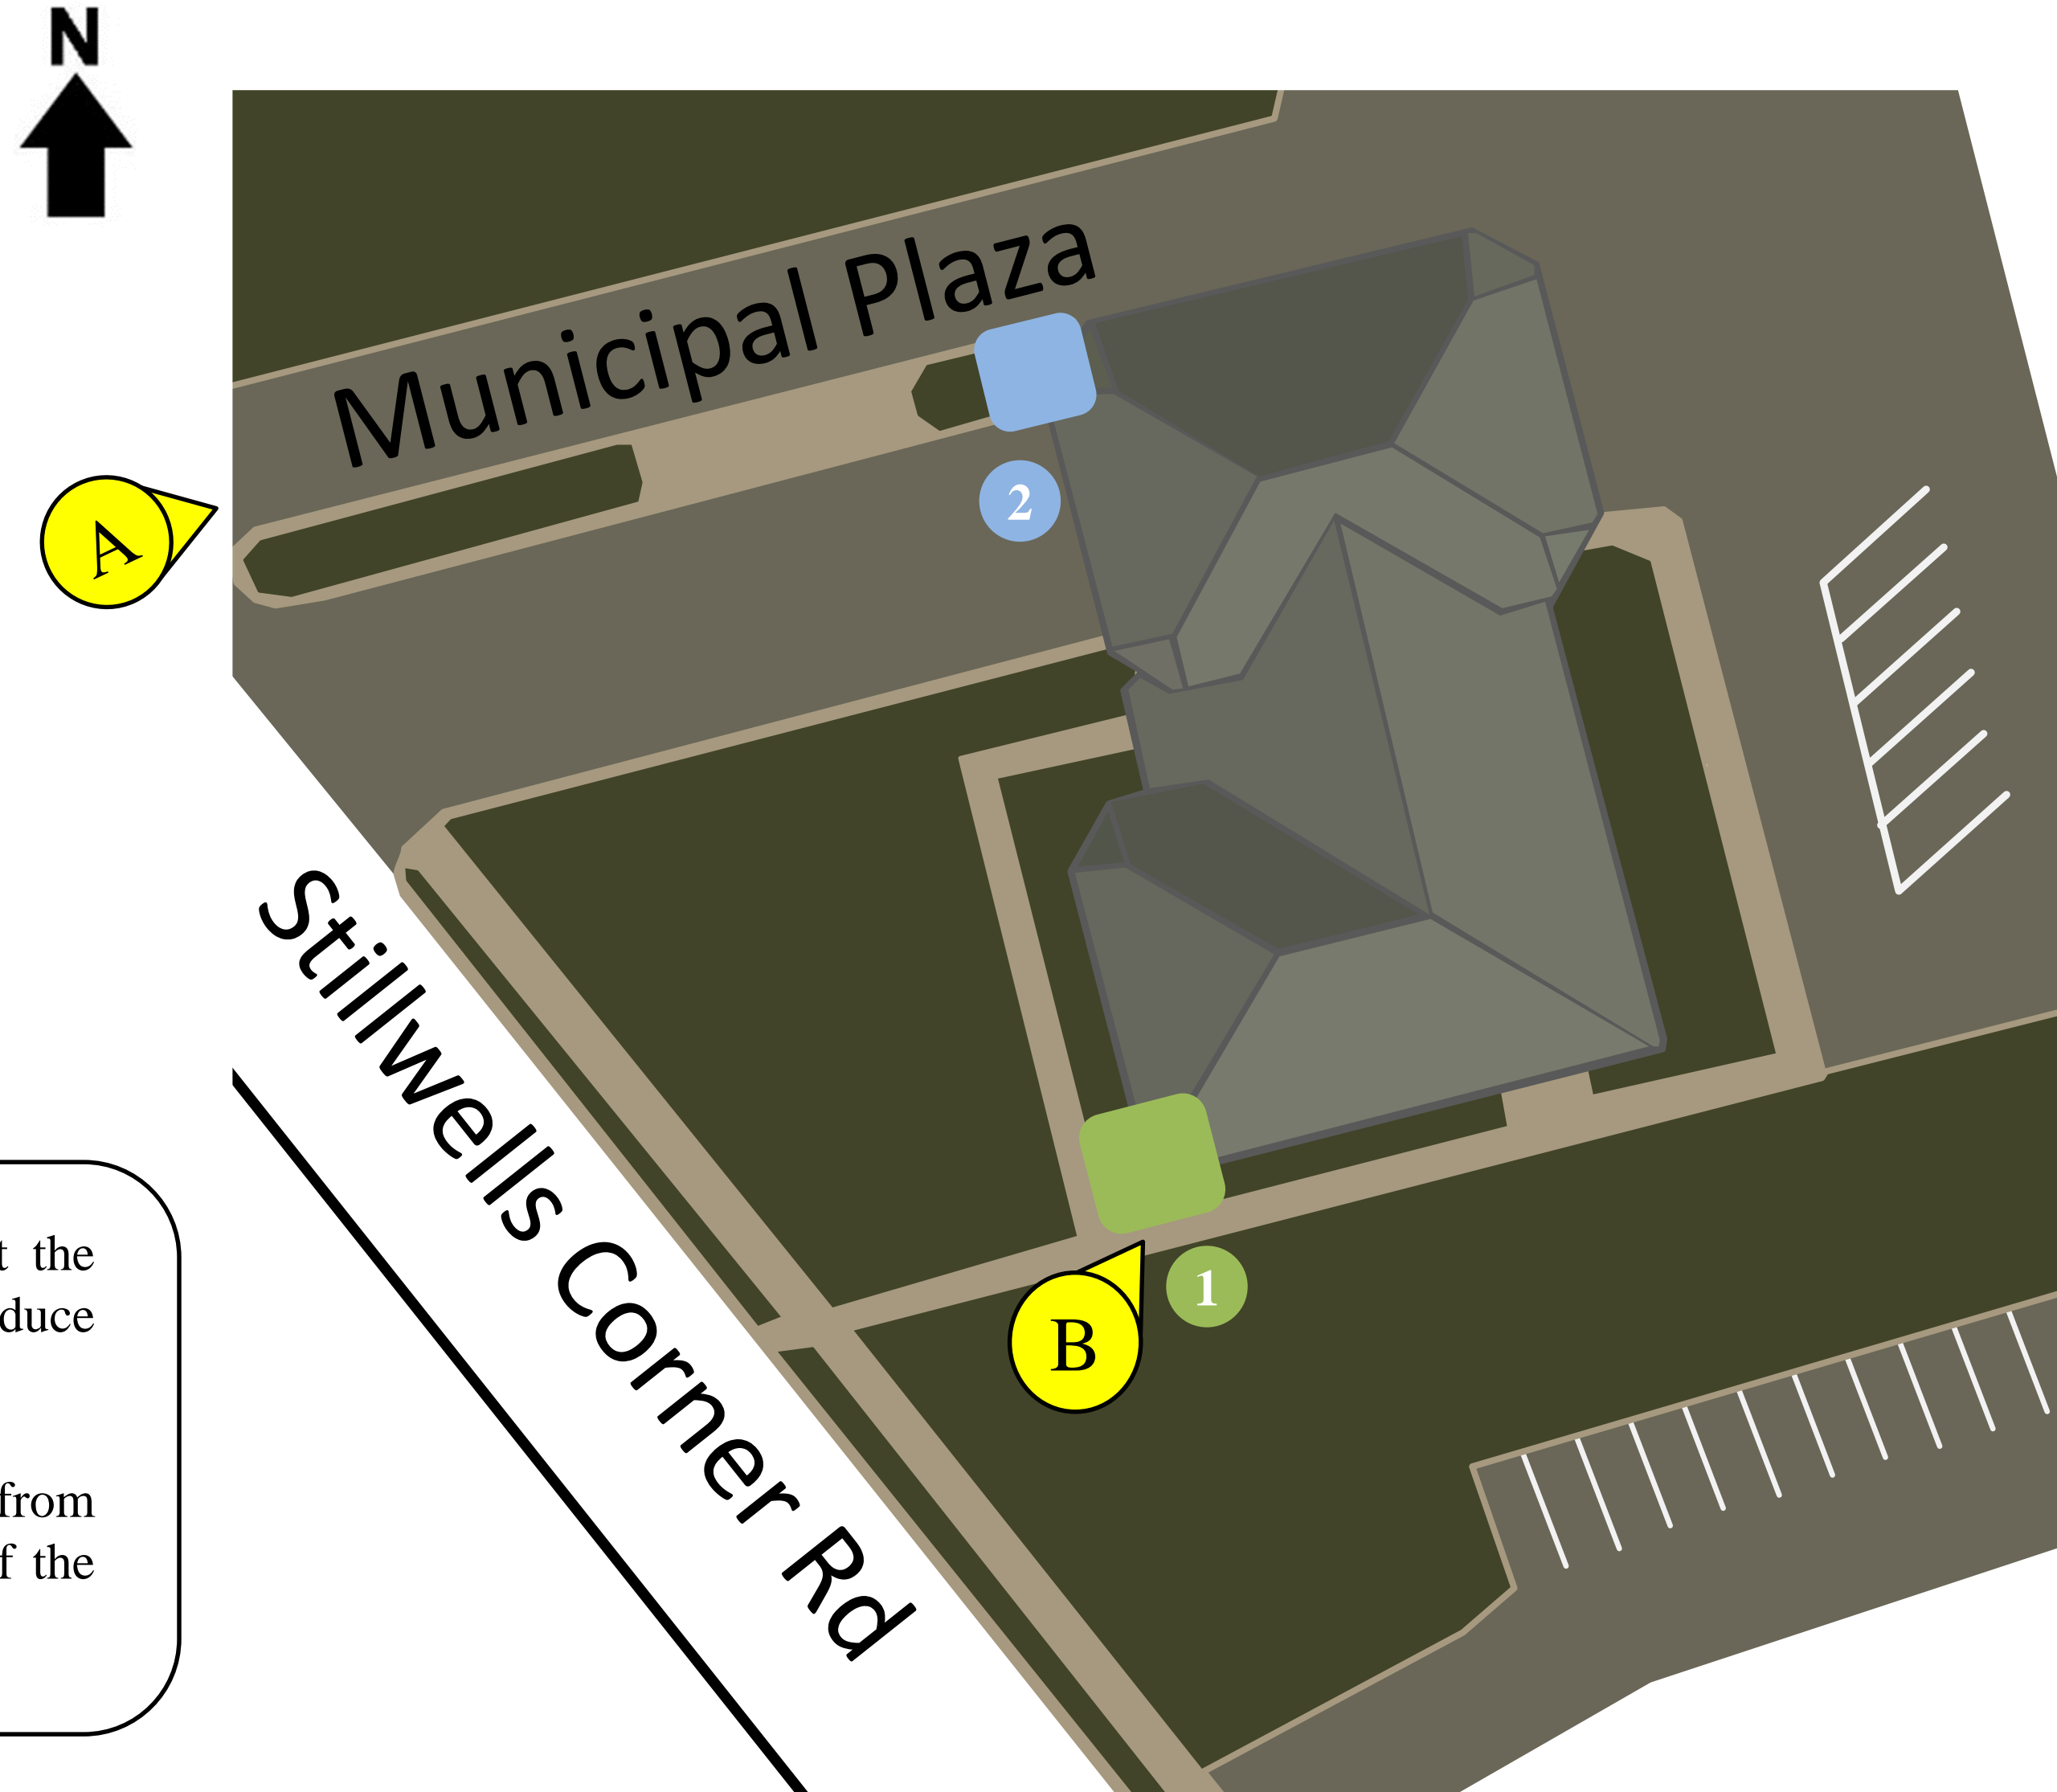 N
Municipal Plaza
A
2
Stillwells Corner Rd
the
duce
from
the
1
B